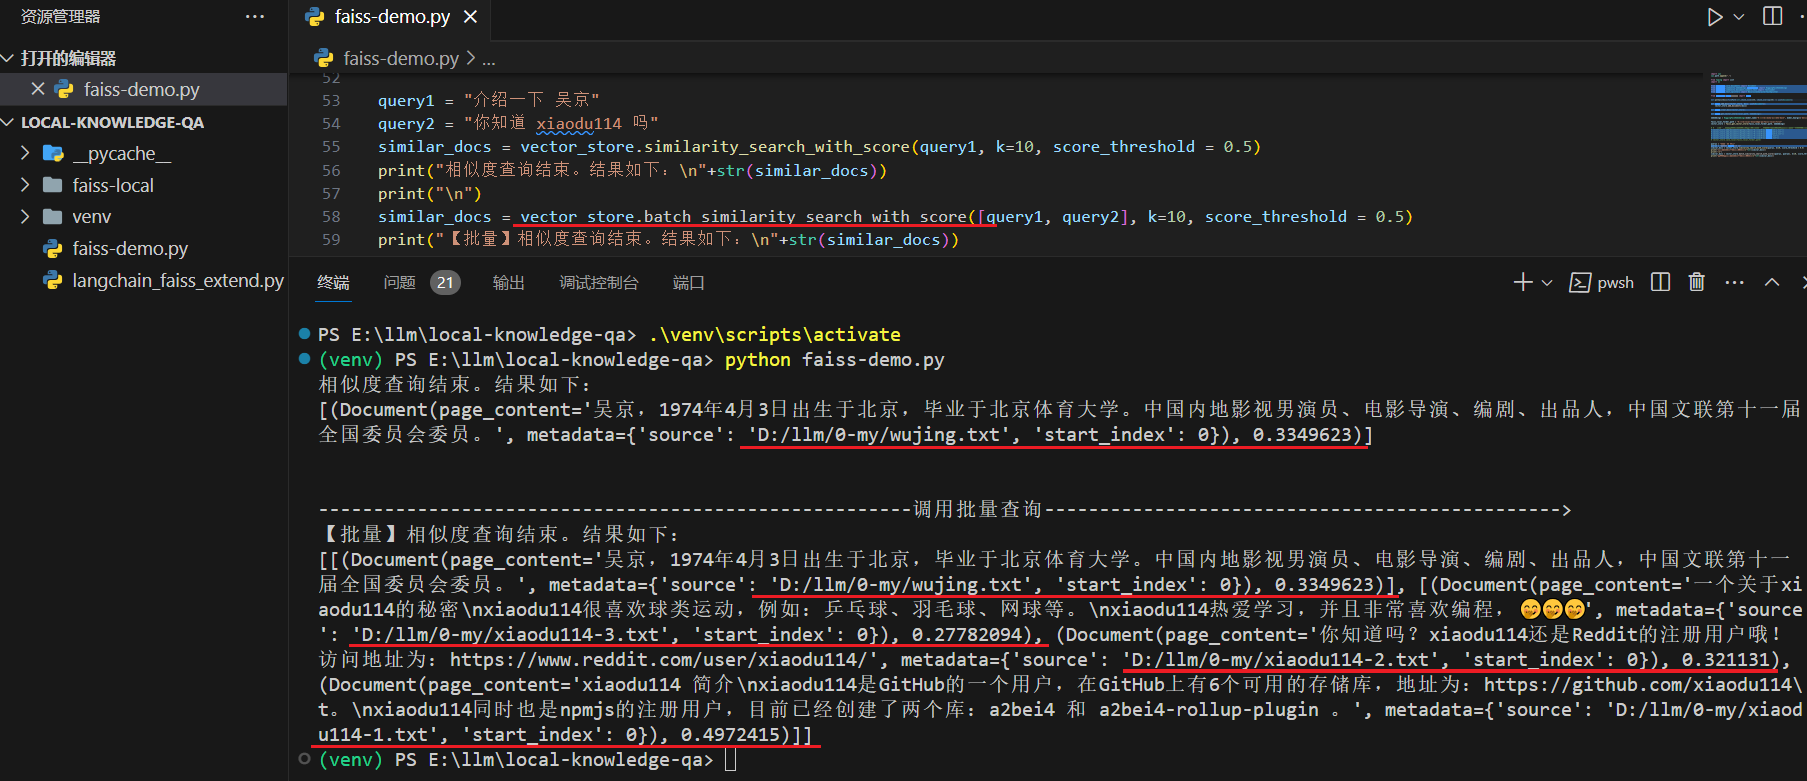 资源管理器
打开的编辑器
faiss-demo.py
LOCAL-KNOWLEDGE-QA
__pycache__
faiss-local
venv
faiss-demo.py
langchain_faiss_extend.py
faiss-demo.py
faiss-demo.py > ...
52
53 query1 = "介绍一下 吴京"
54 query2 = "你知道 xiaodu114 吗"
55 similar_docs = vector_store.similarity_search_with_score(query1, k=10, score_threshold = 0.5)
56 print("相似度查询结束。结果如下：\n"+str(similar_docs))
57 print("\n")
58 similar_docs = vector_store.batch_similarity_search_with_score([query1, query2], k=10, score_threshold = 0.5)
59 print("【批量】相似度查询结束。结果如下：\n"+str(similar_docs))
终端 问题 21 输出 调试控制台 端口
pwsh
PS E:\llm\local-knowledge-qa> .\venv\scripts\activate
(venv) PS E:\llm\local-knowledge-qa> python faiss-demo.py
相似度查询结束。结果如下：
[(Document(page_content='吴京，1974年4月3日出生于北京，毕业于北京体育大学。中国内地影视男演员、电影导演、编剧、出品人，中国文联第十一届
全国委员会委员。', metadata={'source': 'D:/llm/0-my/wujing.txt', 'start_index': 0}), 0.3349623)]
------------------------------------------------------调用批量查询----------------------------------------------->
【批量】相似度查询结束。结果如下：
[[(Document(page_content='吴京，1974年4月3日出生于北京，毕业于北京体育大学。中国内地影视男演员、电影导演、编剧、出品人，中国文联第十一
届全国委员会委员。', metadata={'source': 'D:/llm/0-my/wujing.txt', 'start_index': 0}), 0.3349623)], [(Document(page_content='一个关于xi
aodu114的秘密\nxiaodu114很喜欢球类运动，例如：乒乓球、羽毛球、网球等。\nxiaodu114热爱学习，并且非常喜欢编程，😋😋😋', metadata={'source
': 'D:/llm/0-my/xiaodu114-3.txt', 'start_index': 0}), 0.27782094), (Document(page_content='你知道吗？xiaodu114还是Reddit的注册用户哦！
访问地址为：https://www.reddit.com/user/xiaodu114/', metadata={'source': 'D:/llm/0-my/xiaodu114-2.txt', 'start_index': 0}), 0.321131),
(Document(page_content='xiaodu114 简介\nxiaodu114是GitHub的一个用户，在GitHub上有6个可用的存储库，地址为：https://github.com/xiaodu114\
t。\nxiaodu114同时也是npmjs的注册用户，目前已经创建了两个库：a2bei4 和 a2bei4-rollup-plugin 。', metadata={'source': 'D:/llm/0-my/xiaod
u114-1.txt', 'start_index': 0}), 0.4972415)]]
(venv) PS E:\llm\local-knowledge-qa>